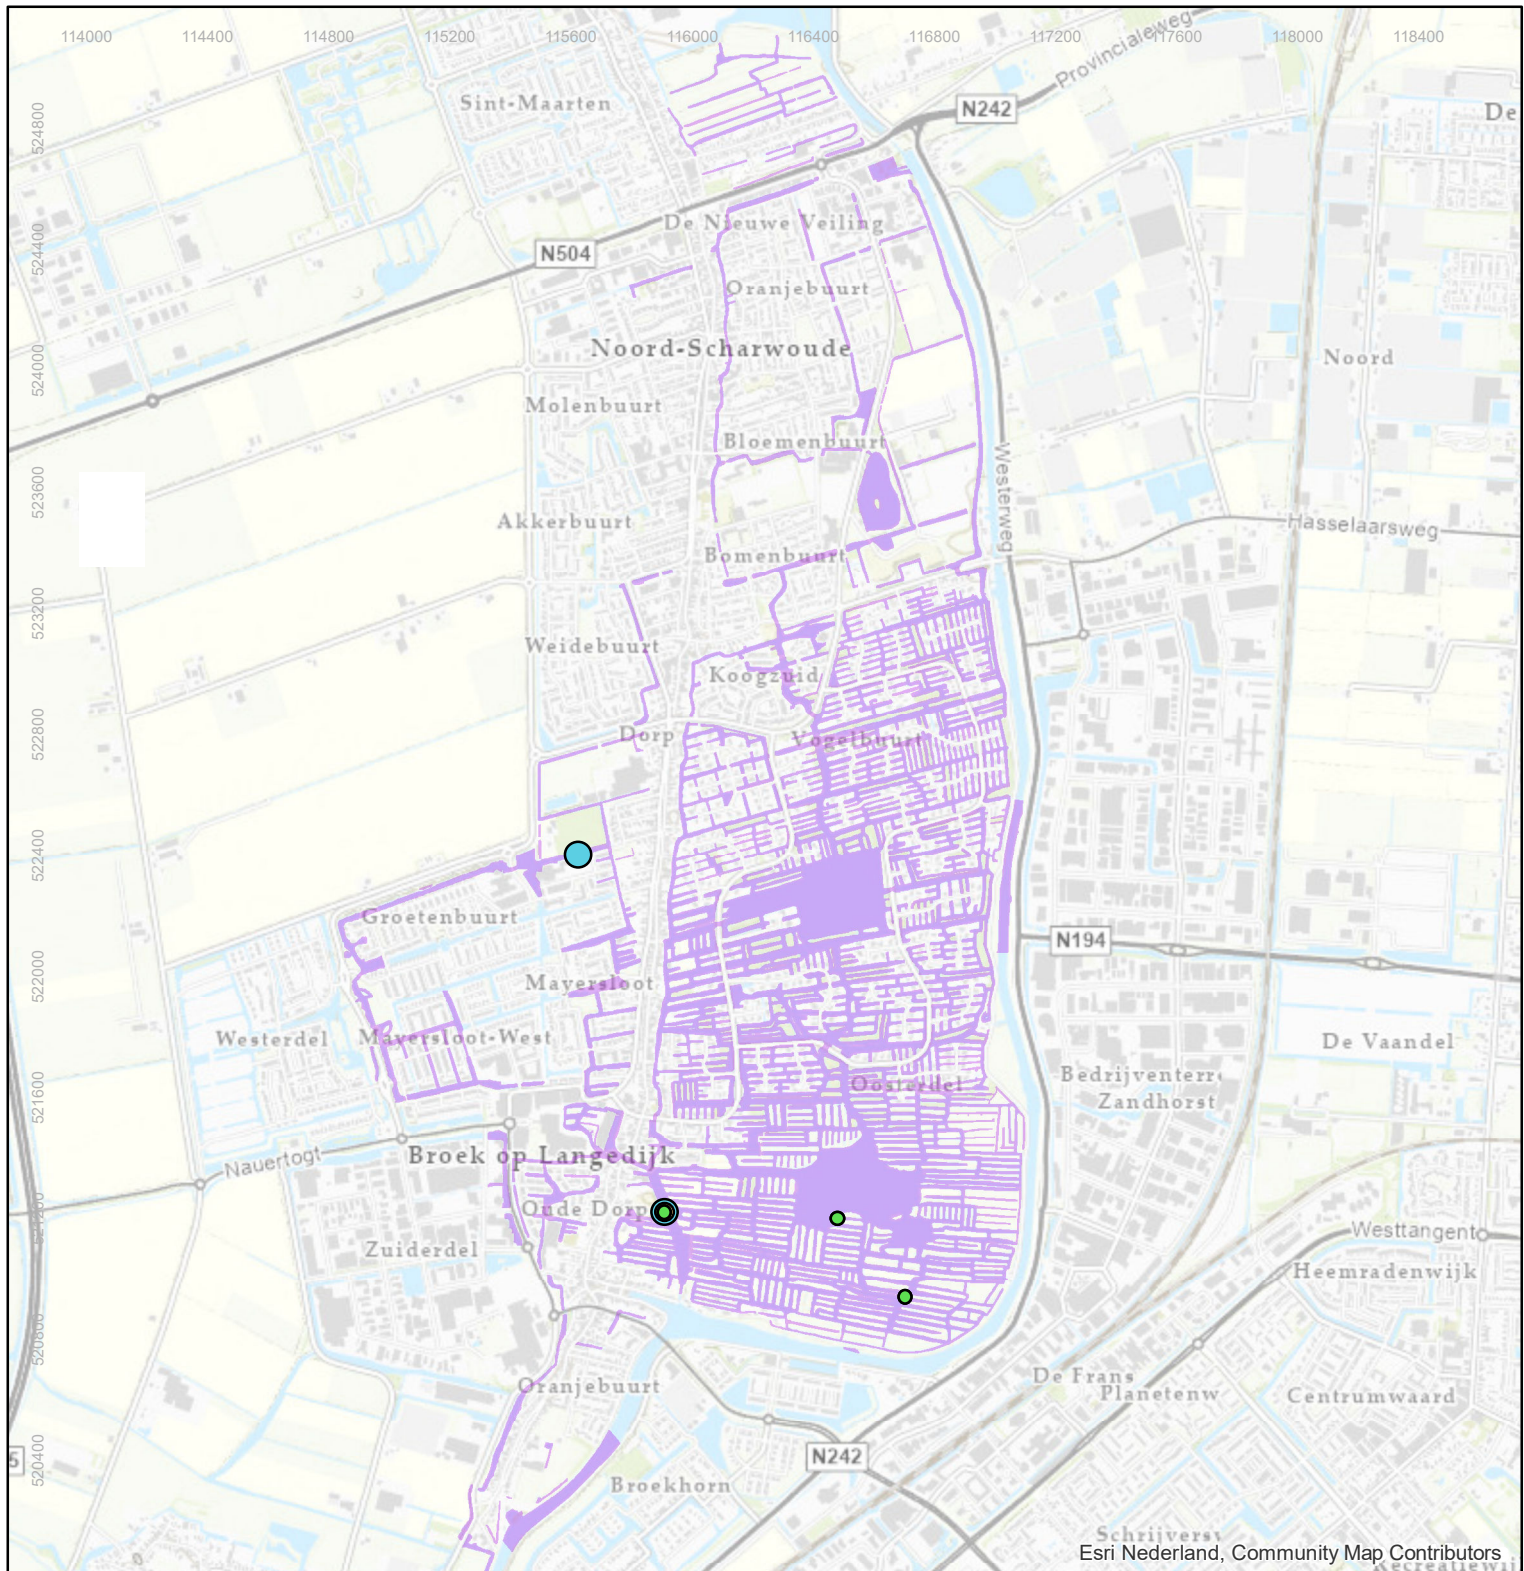 114000 114400 114800 115200 115600 116000 116400 116800 117200 117600 118000 118400
Provincialeweg
Sint-Maarten
N242
De
524800
De Nieuwe Veiling
524400
N504
Oranjebuurt
Noord-Scharwoude
Noord
524000
Molenbuurt
Bloemenbuurt
523600
Westerweg
Akkerbuurt
Hasselaarsweg
Bomenbuurt
523200
Weidebuurt
Koogzuid
522800
Dorp
Vogelbuurt
522400
Groetenbuurt
N194
522000
Mayersloot
Westerdel
Mayersloot-West
De Vaandel
521600
Oosterdel
Bedrijventerre
Zandhorst
Nauertogt
Broek op Langedijk
Oude Dorp
Westtangent
Zuiderdel
Heemradenwijk
520800
Oranjebuurt
De Frans
Planetenw
Centrumwaard
520400
5
N242
Broekhorn
Schrijversw
Esri Nederland, Community Map Contributors